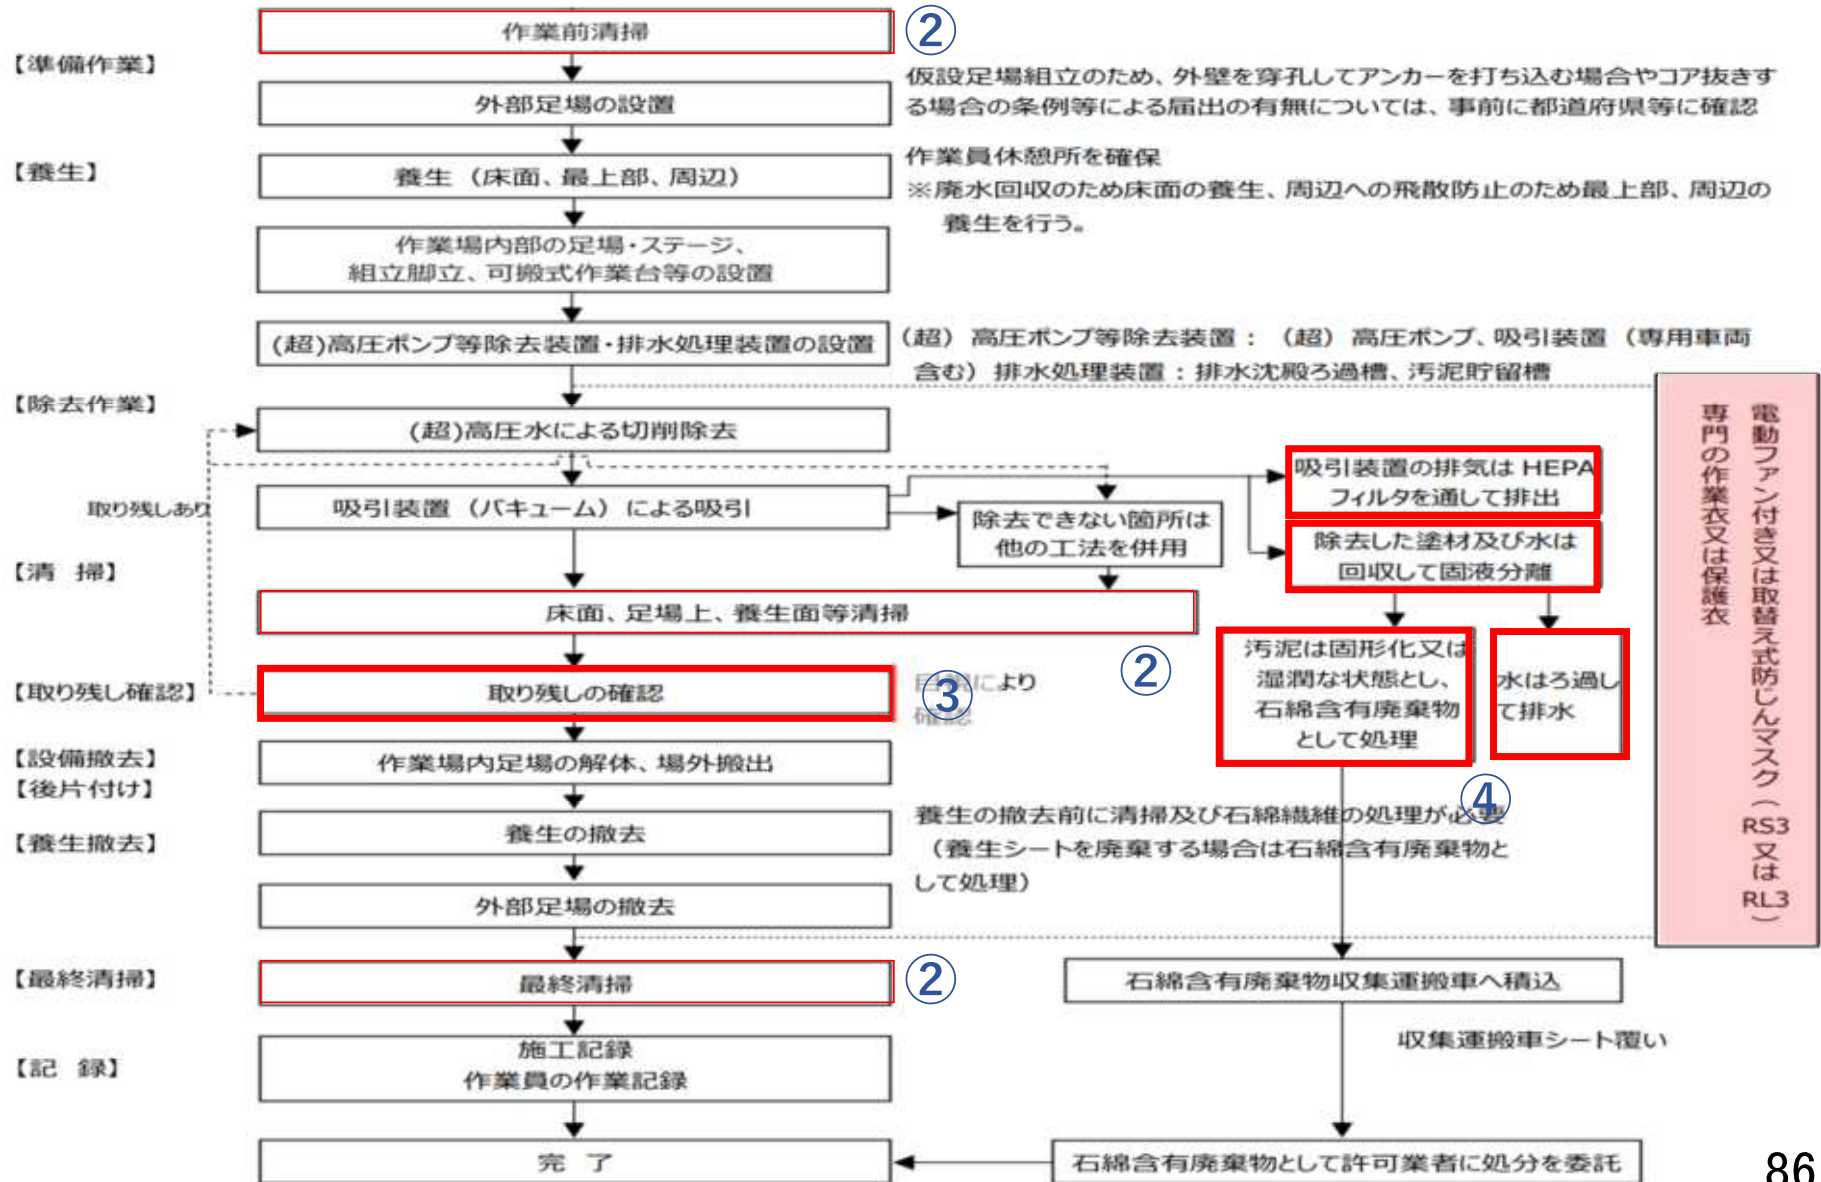 作業前清掃
②
【準備作業】
外部足場の設置
仮設足場組立のため、外壁を穿孔してアンカーを打ち込む場合やコア抜きす
る場合の条例等による届出の有無については、事前に都道府県等に確認
【養生】
養生（床面、最上部、周辺）
作業員休憩所を確保
※廃水回収のため床面の養生、周辺への飛散防止のため最上部、周辺の
養生を行う。
作業場内部の足場・ステージ、
組立脚立、可搬式作業台等の設置
(超)高圧ポンプ等除去装置・排水処理装置の設置
（超）高圧ポンプ等除去装置：（超）高圧ポンプ、吸引装置（専用車両
含む）排水処理装置：排水沈殿ろ過槽、汚泥貯留槽
【除去作業】
(超)高圧水による切削除去
取り残しあり
吸引装置（バキューム）による吸引
除去できない箇所は
他の工法を併用
吸引装置の排気は HEPA
フィルタを通して排出
除去した塗材及び水は
回収して固液分離
【清　掃】
床面、足場上、養生面等清掃
②
汚泥は固形化又は
湿潤な状態とし、
石綿含有廃棄物
として処理
水はろ過し
て排水
④
【取り残し確認】
取り残しの確認
③
目視により
確認
【設備撤去】
【後片付け】
作業場内足場の解体、場外搬出
【養生撤去】
養生の撤去
養生の撤去前に清掃及び石綿繊維の処理が必要
（養生シートを廃棄する場合は石綿含有廃棄物と
して処理）
外部足場の撤去
電動ファン付き又は取替え式防じんマスク（RS3又はRL3）
専門の作業衣又は保護衣
【最終清掃】
最終清掃
②
石綿含有廃棄物収集運搬車へ積込
収集運搬車シート覆い
【記　録】
施工記録
作業員の作業記録
完　了
石綿含有廃棄物として許可業者に処分を委託
86